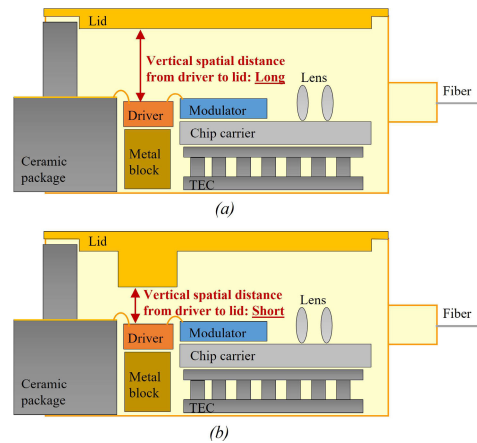 Lid
Vertical spatial distance
from driver to lid: Long
Lens
Fiber
Driver
Modulator
Chip carrier
Ceramic
package
Metal
block
TEC
(a)
Lid
Vertical spatial distance
from driver to lid: Short
Lens
Fiber
Driver
Modulator
Chip carrier
Ceramic
package
Metal
block
TEC
(b)